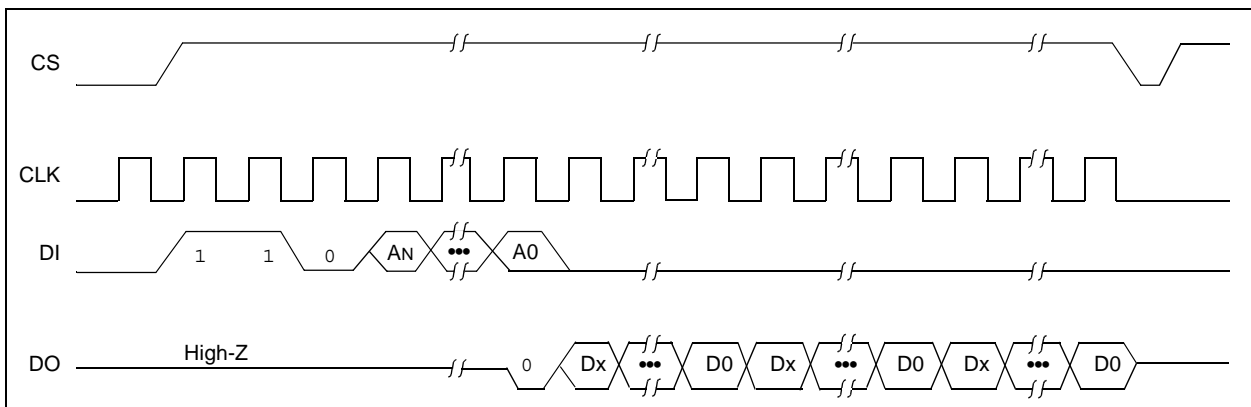 CS
CLK
DI 1 1 0 AN ••• A0
High-Z
DO 0 Dx ••• D0 Dx ••• D0 Dx ••• D0